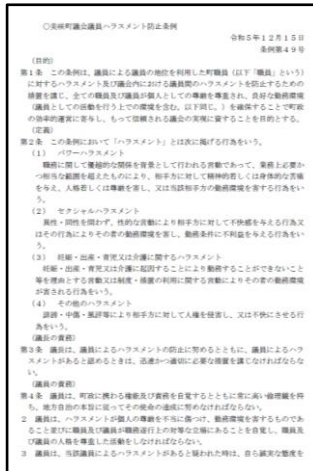 ○美咲町議会議員ハラスメント防止条例
令和5年12月15日
条例第49号
(目的)
第1条 この条例は、議員による議員の地位を利用した町職員(以下「職員」という)
に対するハラスメント及び議会内における議員間のハラスメントを防止するための
措置を講じ、全ての職員及び議員が個人としての尊厳を尊重され、良好な勤務環境
(議員としての活動を行う上での環境を含む。以下同じ。)を確保することで町政
の効率的運営に寄与し、もって信頼される議会の実現に資することを目的とする。
(定義)
第2条 この条例において「ハラスメント」とは次に掲げる行為をいう。
(1) パワーハラスメント
職務に関して優越的な関係を背景として行われる言動であって、業務上必要か
つ相当な範囲を超えたものにより、相手方に対して精神的若しくは身体的な苦痛
を与え、人格若しくは尊厳を害し、又は当該相手方の勤務環境を害する行為をい
う。
(2) セクシャルハラスメント
異性・同性を問わず、性的な言動により相手方に対して不快感を与える行為又
はその行為によりその者の勤務環境を害し、勤務条件に不利益を与える行為をい
う。
(3) 妊娠・出産・育児又は介護に関するハラスメント
妊娠・出産・育児又は介護に起因することにより勤務することができないこと
等を理由とする言動又は制度・措置の利用に関する言動によりその者の勤務環境
が害される行為をいう。
(4) その他のハラスメント
誹謗・中傷・風評等により相手方に対して人権を侵害し、又は不快にさせる行
為をいう。
(議長の責務)
第3条 議長は、議員によるハラスメントの防止に努めるとともに、議員によるハラ
スメントがあると認めるときは、迅速かつ適切に必要な措置を講じなければならな
い。
(議員の責務)
第4条 議員は、町政に携わる権能及び責務を自覚するとともに常に高い倫理観を持
ち、地方自治の本旨に従ってその使命の達成に努めなければならない。
2 議員は、ハラスメントが個人の尊厳を不当に傷つけ、勤務環境を害するものであ
ること並びに職員及び議員が職務遂行上の対等な立場にあることを自覚し、職員及
び議員の人格を尊重した活動をしなければならない。
3 議員は、当該議員によるハラスメントがあると疑われた時は、自ら誠実な態度を